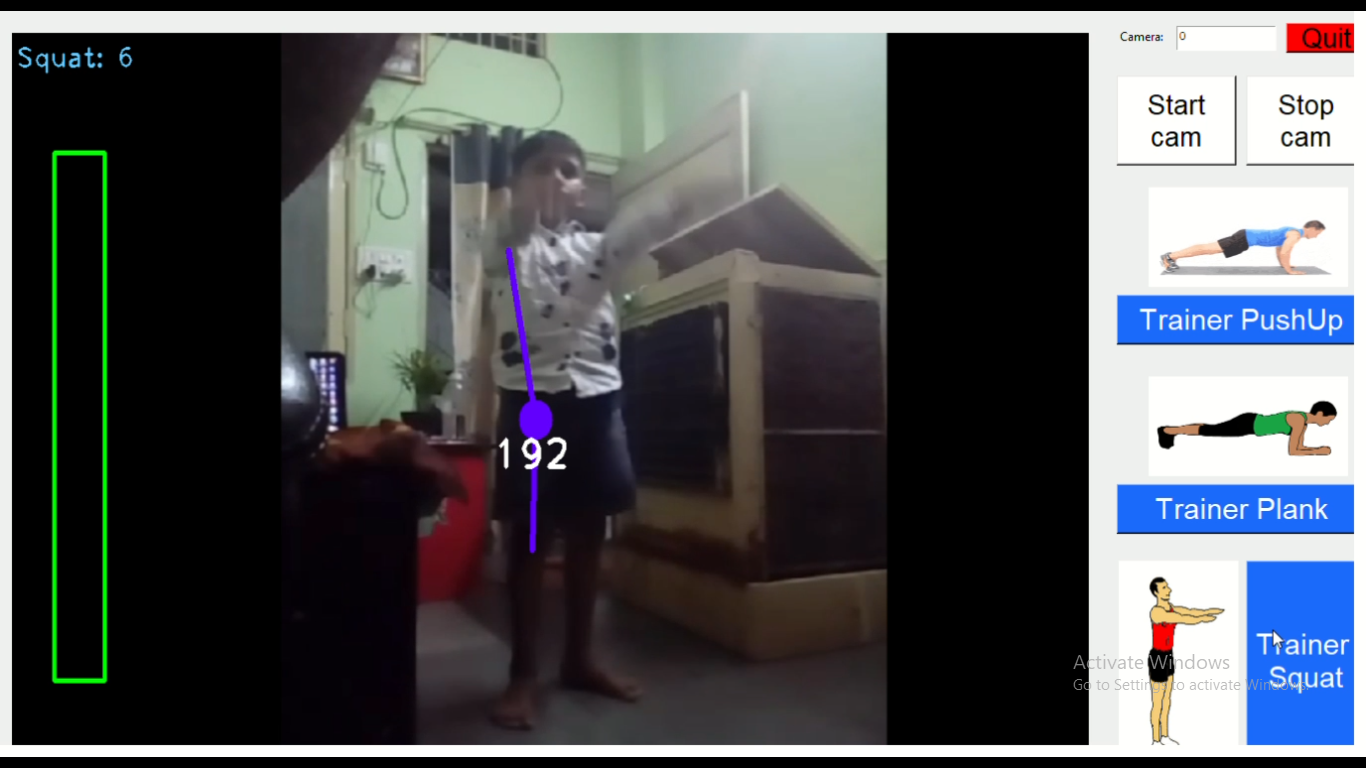 Squat: 6
192
Camera: 0
Quit
Start
cam
Stop
cam
Trainer PushUp
Trainer Plank
Trainer
Squat
Activate Windows
Go to Settings to activate Windows.